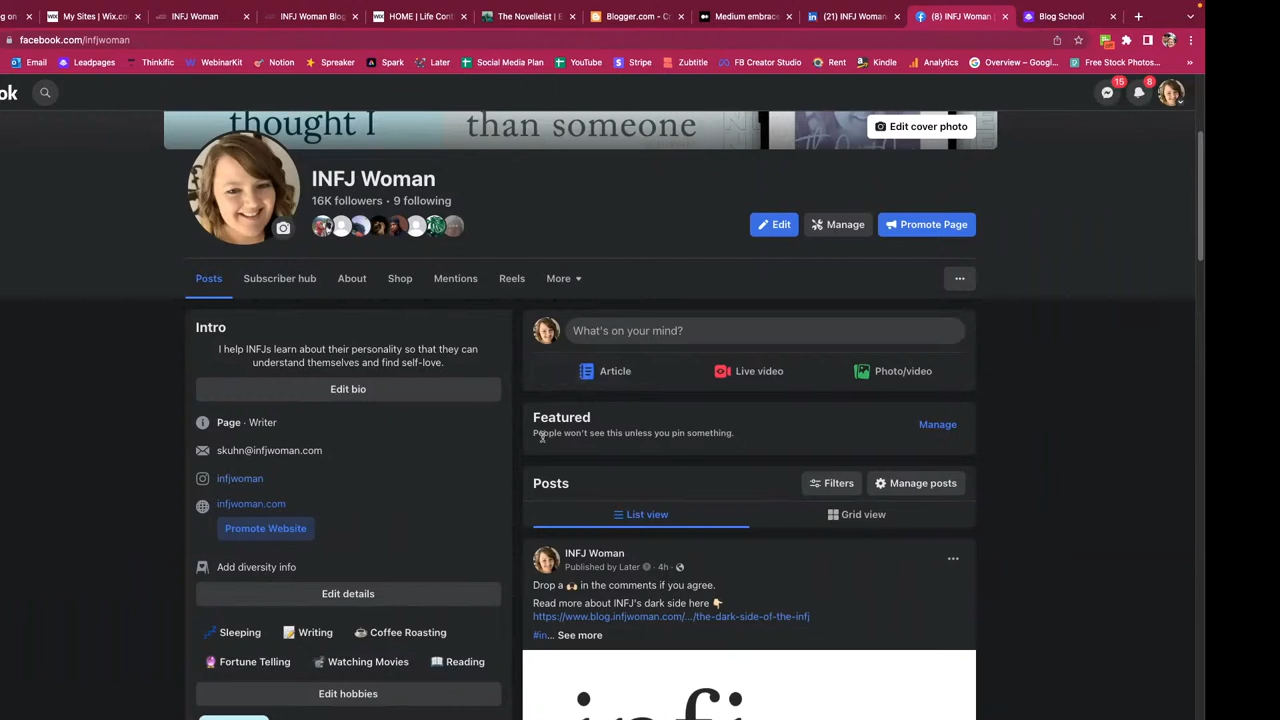 My Sites | Wix.co
INFJ Woman
INFJ Woman Blog
HOME | Life Cont
The Novelleist | E
Blogger.com - Cr
Medium embrace
(21) INFJ Woman
(8) INFJ Woman
Blog School
facebook.com/infjwoman
Email
Leadpages
Thinkific
WebinarKit
Notion
Spreaker
Spark
Later
Social Media Plan
YouTube
Stripe
Zubtitle
FB Creator Studio
Rent
Kindle
Analytics
Overview – Googl...
Free Stock Photos...
ok
15
8
thought I
than someone
Edit cover photo
INFJ Woman
16K followers • 9 following
Edit
Manage
Promote Page
Posts
Subscriber hub
About
Shop
Mentions
Reels
More
Intro
I help INFJs learn about their personality so that they can
understand themselves and find self-love.
Edit bio
Page · Writer
skuhn@infjwoman.com
infjwoman
infjwoman.com
Promote Website
Add diversity info
Edit details
Sleeping
Writing
Coffee Roasting
Fortune Telling
Watching Movies
Reading
Edit hobbies
What's on your mind?
Article
Live video
Photo/video
Featured
People won't see this unless you pin something.
Manage
Posts
Filters
Manage posts
List view
Grid view
INFJ Woman
Published by Later · 4h ·
Drop a 🙌🏻 in the comments if you agree.
Read more about INFJ's dark side here 👇🏻
https://www.blog.infjwoman.com/.../the-dark-side-of-the-infj
#in... See more
infj